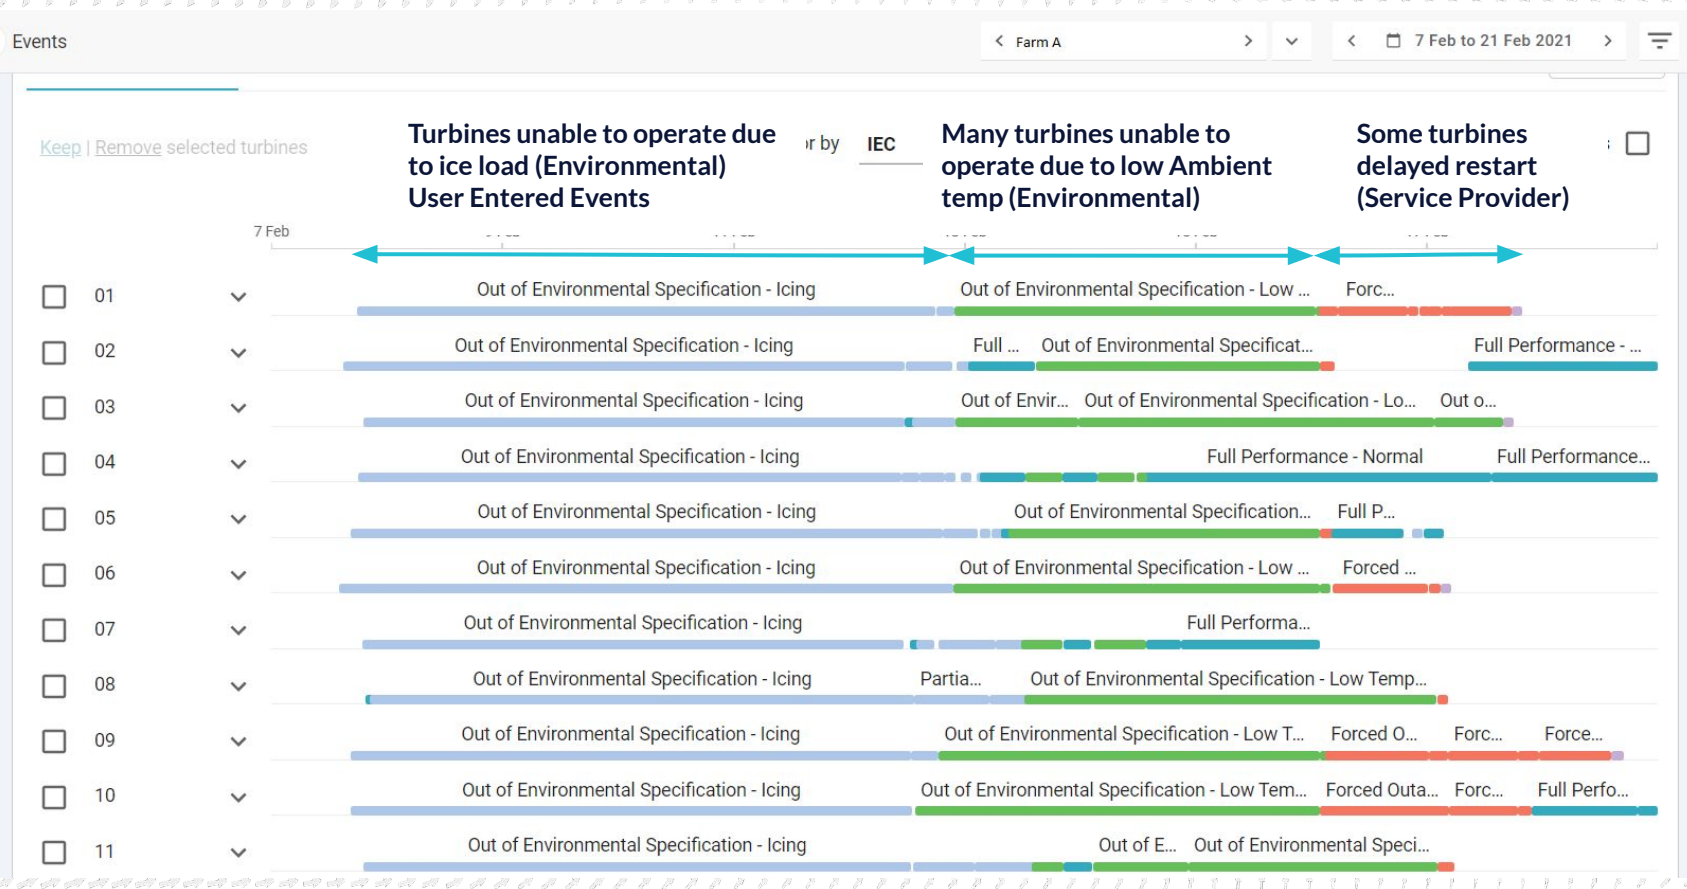 Events
Farm A
7 Feb to 21 Feb 2021
Keep | Remove selected turbines
Turbines unable to operate due
to ice load (Environmental)
User Entered Events
by
IEC
Many turbines unable to
operate due to low Ambient
temp (Environmental)
Some turbines
delayed restart
(Service Provider)
7 Feb
01
Out of Environmental Specification - Icing
Out of Environmental Specification - Low ...
Forc...
02
Out of Environmental Specification - Icing
Full ...
Out of Environmental Specificat...
Full Performance - ...
03
Out of Environmental Specification - Icing
Out of Envir...
Out of Environmental Specification - Lo...
Out o...
04
Out of Environmental Specification - Icing
Full Performance - Normal
Full Performance...
05
Out of Environmental Specification - Icing
Out of Environmental Specification...
Full P...
06
Out of Environmental Specification - Icing
Out of Environmental Specification - Low ...
Forced ...
07
Out of Environmental Specification - Icing
Full Performa...
08
Out of Environmental Specification - Icing
Partia...
Out of Environmental Specification - Low Temp...
09
Out of Environmental Specification - Icing
Out of Environmental Specification - Low T...
Forced O...
Forc...
Force...
10
Out of Environmental Specification - Icing
Out of Environmental Specification - Low Tem...
Forced Outa...
Forc...
Full Perfo...
11
Out of Environmental Specification - Icing
Out of E...
Out of Environmental Speci...